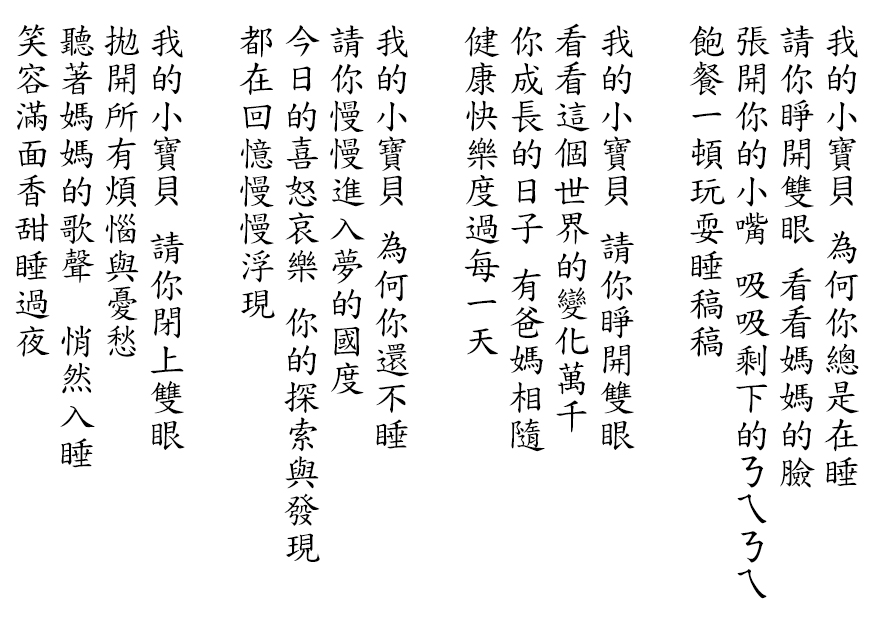 我的小寶貝 為何你總是在睡
請你睜開雙眼 看看媽媽的臉
張開你的小嘴 吸吸剩下的ㄋㄟㄋㄟ
飽餐一頓玩耍睡稿稿
我的小寶貝 請你睜開雙眼
看看這個世界的變化萬千
你成長的日子 有爸媽相隨
健康快樂度過每一天
我的小寶貝 為何你還不睡
請你慢慢進入夢的國度
今日的喜怒哀樂 你的探索與發現
都在回憶慢慢浮現
我的小寶貝 請你閉上雙眼
拋開所有煩惱與憂愁
聽著媽媽的歌聲 悄然入睡
笑容滿面香甜睡過夜